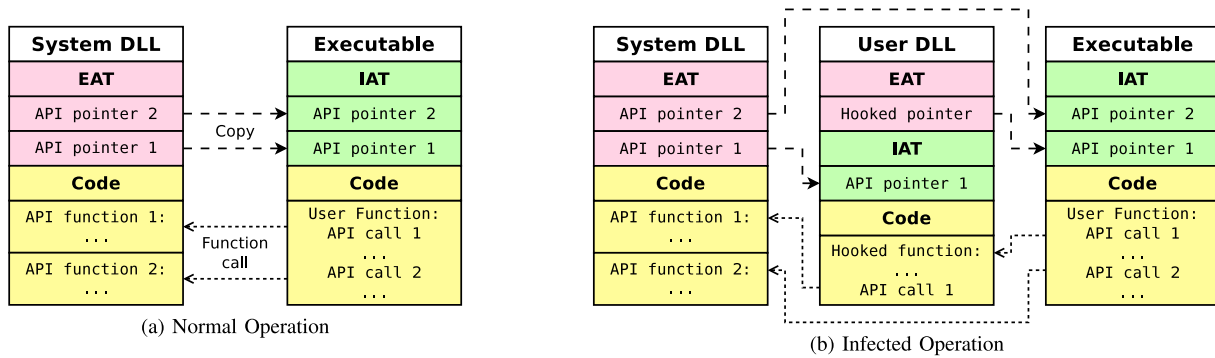 System DLL
EAT
API pointer 2
API pointer 1
Code
API function 1:
...
API function 2:
...
Copy
Function
call
Executable
IAT
API pointer 2
API pointer 1
Code
User Function:
API call 1
...
API call 2
...
(a) Normal Operation
System DLL
EAT
API pointer 2
API pointer 1
Code
API function 1:
...
API function 2:
...
User DLL
EAT
Hooked pointer
IAT
API pointer 1
Code
Hooked function:
...
API call 1
Executable
IAT
API pointer 2
API pointer 1
Code
User Function:
API call 1
...
API call 2
...
(b) Infected Operation